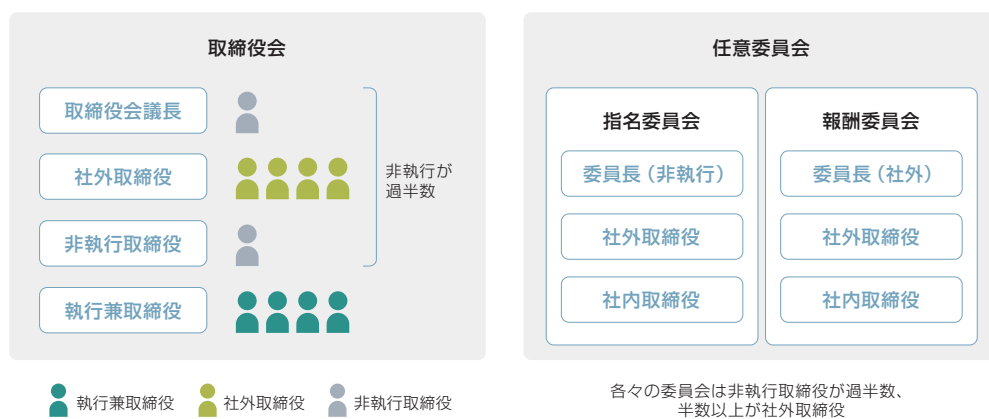 取締役会
取締役会議長
社外取締役
非執行取締役
執行兼取締役
非執行が
過半数
執行兼取締役
社外取締役
非執行取締役
任意委員会
指名委員会
委員長（非執行）
社外取締役
社内取締役
報酬委員会
委員長（社外）
社外取締役
社内取締役
各々の委員会は非執行取締役が過半数、
半数以上が社外取締役